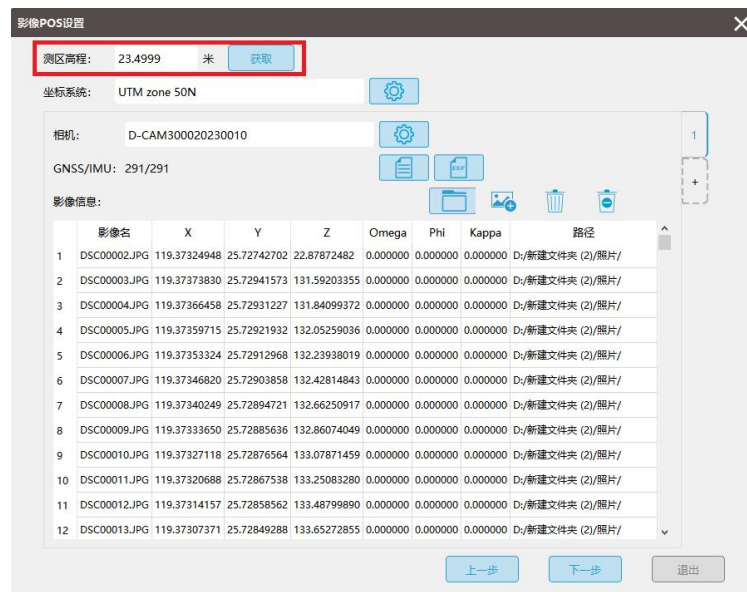 影像POS设置
测区高程: 23.4999 米 获取
坐标系统: UTM zone 50N
相机: D-CAM300020230010
1
GNSS/IMU: 291/291
EXIF
+
影像信息:
影像名 X Y Z Omega Phi Kappa 路径
1 DSC00002.JPG 119.37324948 25.72742702 22.87872482 0.000000 0.000000 0.000000 D:/新建文件夹 (2)/照片/
2 DSC00003.JPG 119.37373830 25.72941573 131.59203355 0.000000 0.000000 0.000000 D:/新建文件夹 (2)/照片/
3 DSC00004.JPG 119.37366458 25.72931227 131.84099372 0.000000 0.000000 0.000000 D:/新建文件夹 (2)/照片/
4 DSC00005.JPG 119.37359715 25.72921932 132.05259036 0.000000 0.000000 0.000000 D:/新建文件夹 (2)/照片/
5 DSC00006.JPG 119.37353324 25.72912968 132.23938019 0.000000 0.000000 0.000000 D:/新建文件夹 (2)/照片/
6 DSC00007.JPG 119.37346820 25.72903858 132.42814843 0.000000 0.000000 0.000000 D:/新建文件夹 (2)/照片/
7 DSC00008.JPG 119.37340249 25.72894721 132.66250917 0.000000 0.000000 0.000000 D:/新建文件夹 (2)/照片/
8 DSC00009.JPG 119.37333650 25.72885636 132.86074049 0.000000 0.000000 0.000000 D:/新建文件夹 (2)/照片/
9 DSC00010.JPG 119.37327118 25.72876564 133.07871459 0.000000 0.000000 0.000000 D:/新建文件夹 (2)/照片/
10 DSC00011.JPG 119.37320688 25.72867538 133.25083280 0.000000 0.000000 0.000000 D:/新建文件夹 (2)/照片/
11 DSC00012.JPG 119.37314157 25.72858562 133.48799890 0.000000 0.000000 0.000000 D:/新建文件夹 (2)/照片/
12 DSC00013.JPG 119.37307371 25.72849288 133.65272855 0.000000 0.000000 0.000000 D:/新建文件夹 (2)/照片/
上一步 下一步 退出